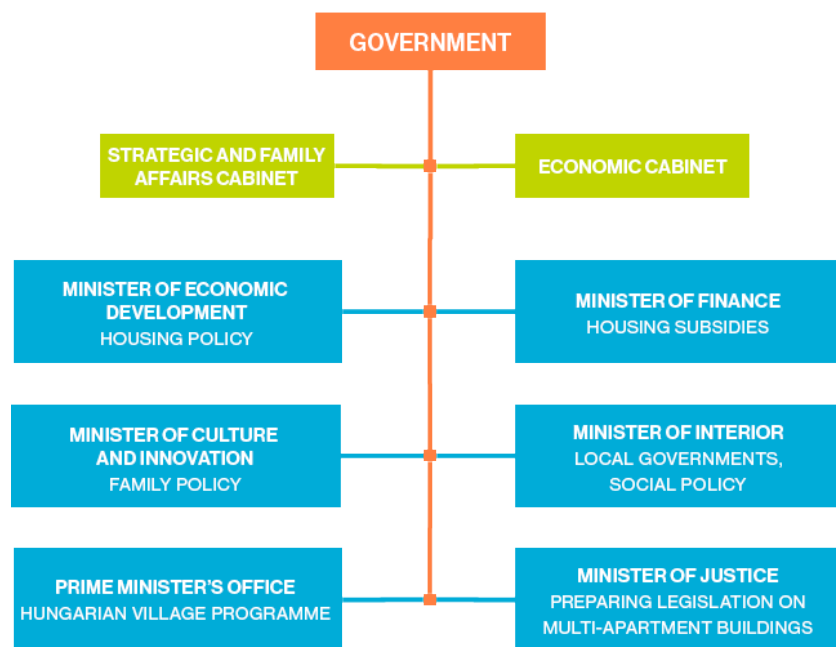 GOVERNMENT
STRATEGIC AND FAMILY
AFFAIRS CABINET
ECONOMIC CABINET
MINISTER OF ECONOMIC
DEVELOPMENT
HOUSING POLICY
MINISTER OF FINANCE
HOUSING SUBSIDIES
MINISTER OF CULTURE
AND INNOVATION
FAMILY POLICY
MINISTER OF INTERIOR
LOCAL GOVERNMENTS,
SOCIAL POLICY
PRIME MINISTER'S OFFICE
HUNGARIAN VILLAGE PROGRAMME
MINISTER OF JUSTICE
PREPARING LEGISLATION ON
MULTI-APARTMENT BUILDINGS